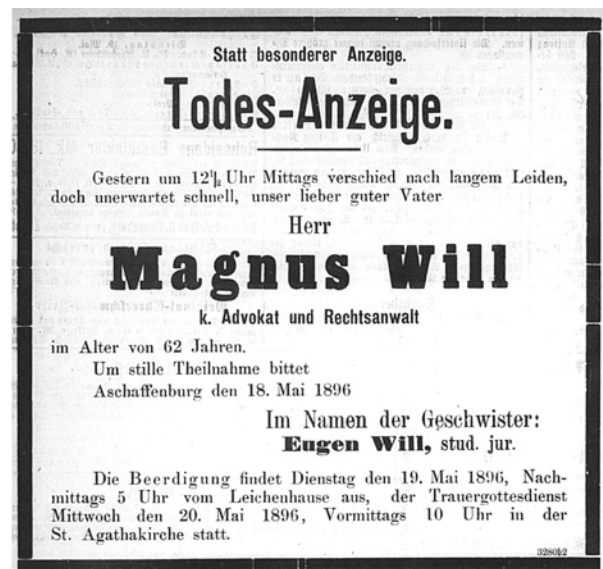 Statt besonderer Anzeige.
Todes-Anzeige.
Gestern um 12½ Uhr Mittags verschied nach langem Leiden,
doch unerwartet schnell, unser lieber guter Vater
Herr
Magnus Will
k. Advokat und Rechtsanwalt
im Alter von 62 Jahren.
Um stille Theilnahme bittet
Aschaffenburg den 18. Mai 1896
Im Namen der Geschwister:
Eugen Will, stud. jur.
Die Beerdigung findet Dienstag den 19. Mai 1896, Nach-
mittags 5 Uhr vom Leichenhause aus, der Trauergottesdienst
Mittwoch den 20. Mai 1896, Vormittags 10 Uhr in der
St. Agathakirche statt.